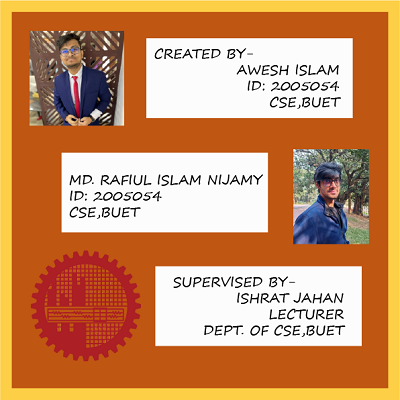 CREATED BY-
AWESH ISLAM
ID: 2005054
CSE,BUET
MD. RAFIUL ISLAM NIJAMY
ID: 2005054
CSE,BUET
SUPERVISED BY-
ISHRAT JAHAN
LECTURER
DEPT. OF CSE,BUET